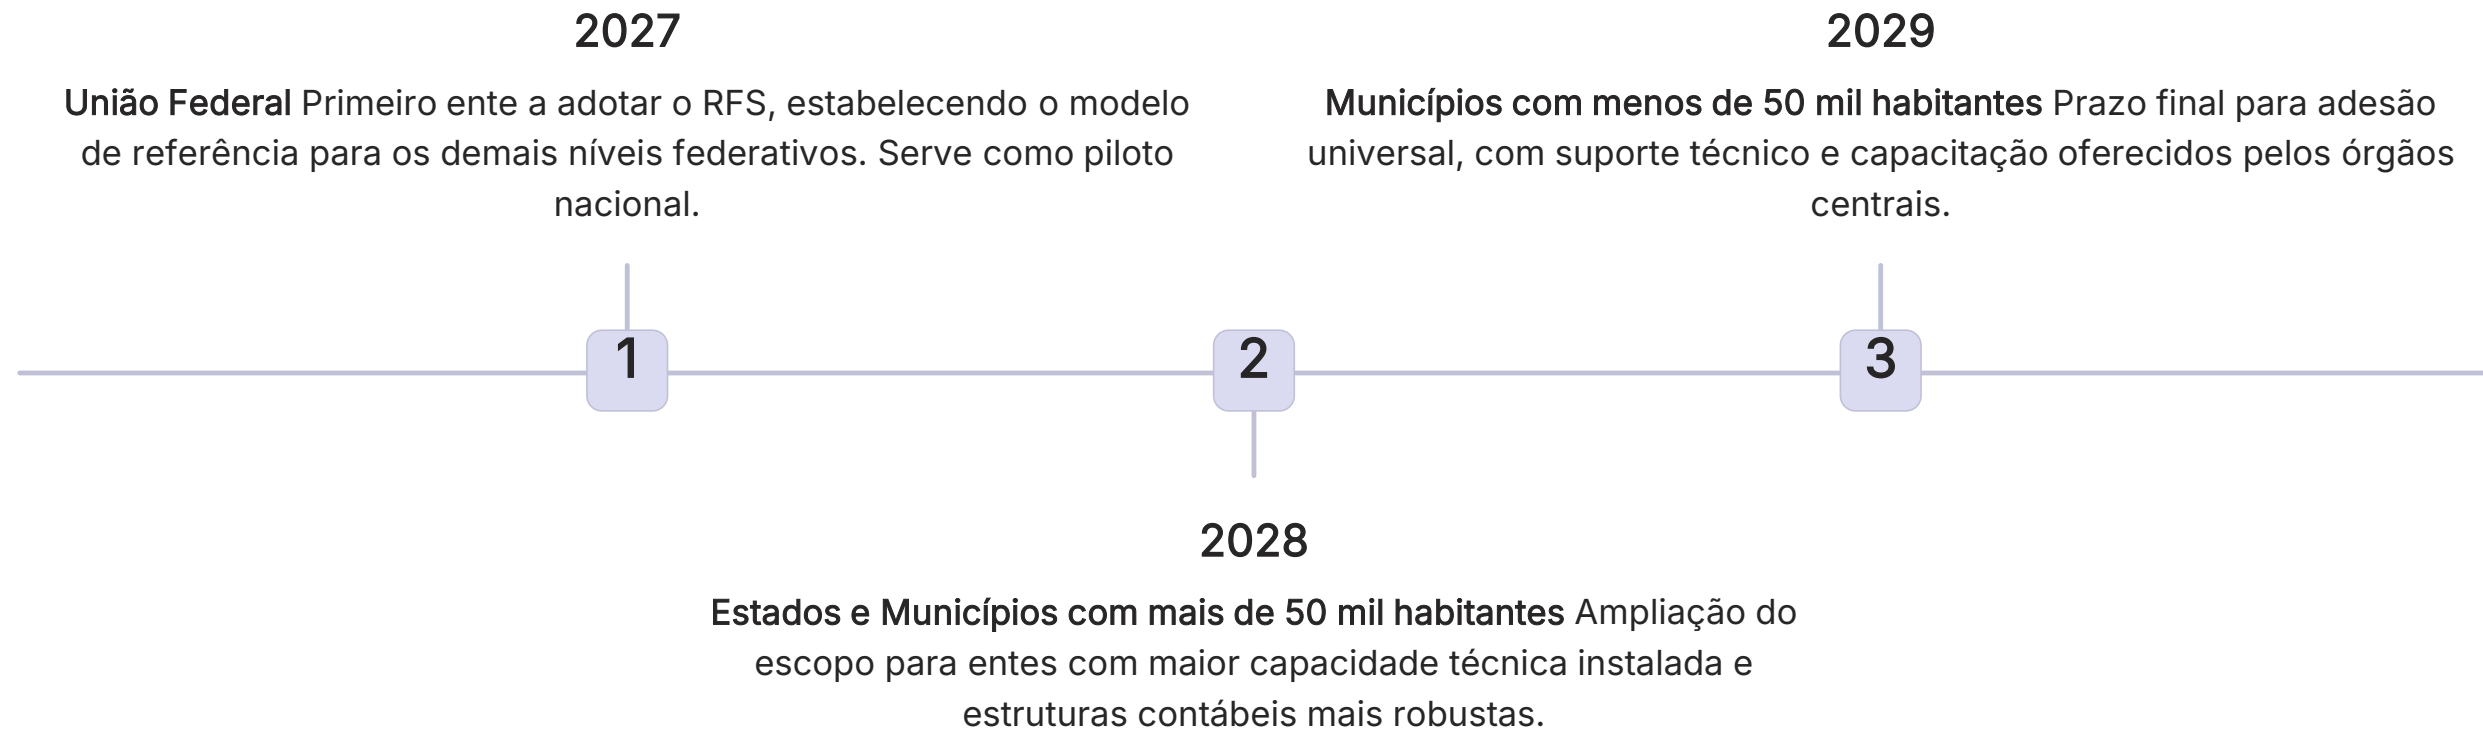 2027
União Federal Primeiro ente a adotar o RFS, estabelecendo o modelo
de referência para os demais níveis federativos. Serve como piloto
nacional.
2029
Municípios com menos de 50 mil habitantes Prazo final para adesão
universal, com suporte técnico e capacitação oferecidos pelos órgãos
centrais.
1
2
3
2028
Estados e Municípios com mais de 50 mil habitantes Ampliação do
escopo para entes com maior capacidade técnica instalada e
estruturas contábeis mais robustas.